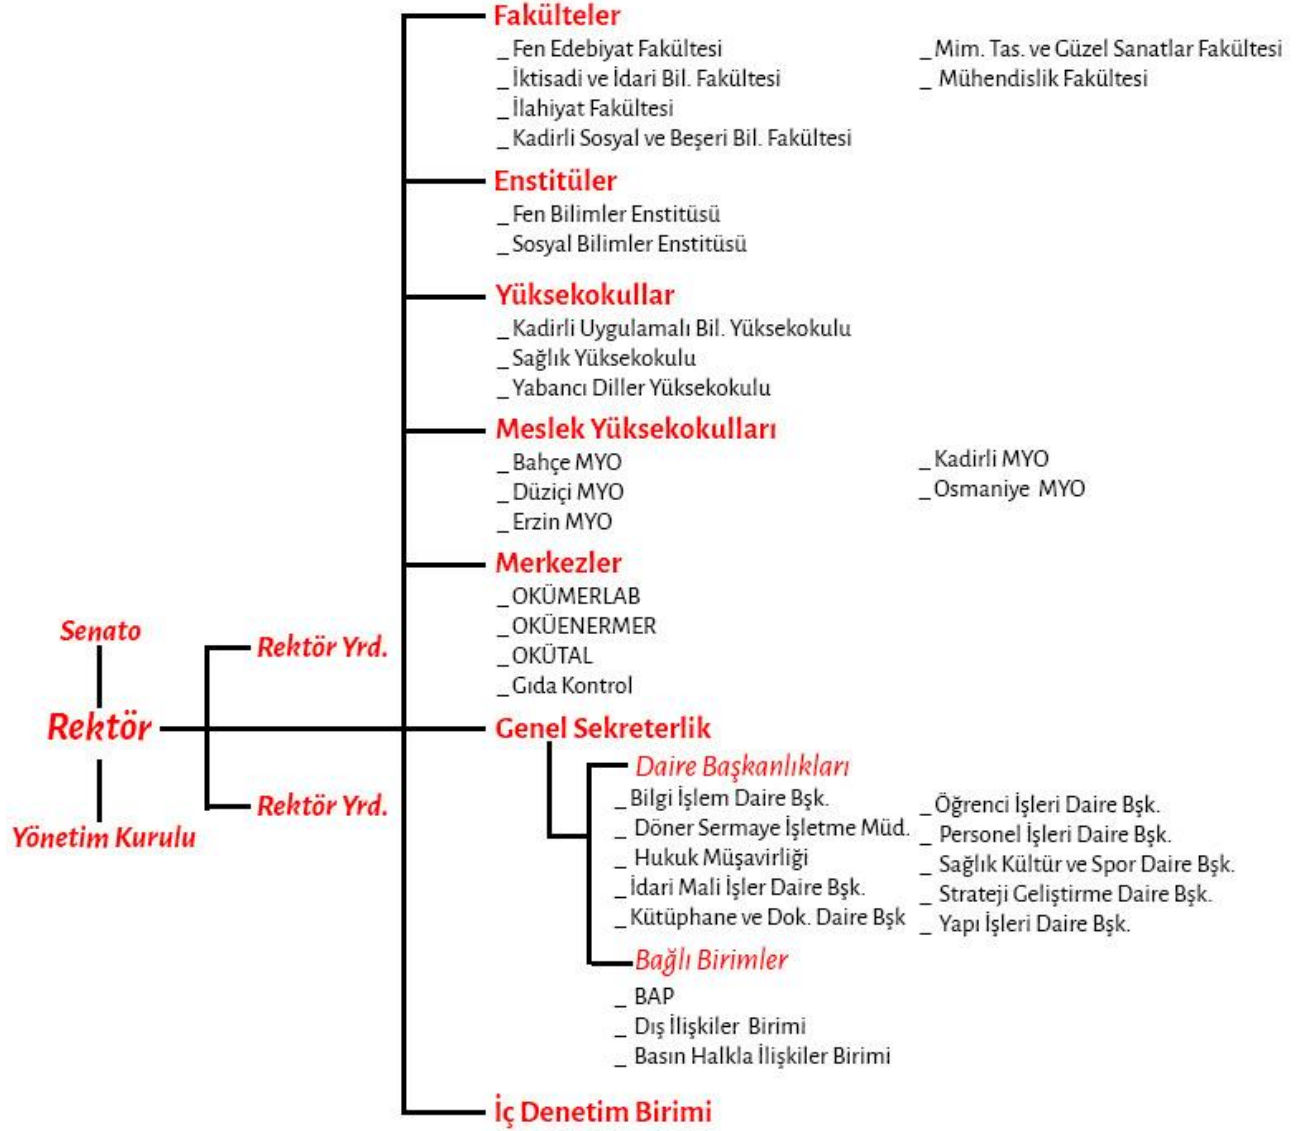 Fakülteler
_ Fen Edebiyat Fakültesi
_ İktisadi ve İdari Bil. Fakültesi
_ İlahiyat Fakültesi
_ Kadirli Sosyal ve Beşeri Bil. Fakültesi
_ Mim. Tas. ve Güzel Sanatlar Fakültesi
_ Mühendislik Fakültesi
Enstitüler
_ Fen Bilimler Enstitüsü
_ Sosyal Bilimler Enstitüsü
Yüksekokullar
_ Kadirli Uygulamalı Bil. Yüksekokulu
_ Sağlık Yüksekokulu
_ Yabancı Diller Yüksekokulu
Meslek Yüksekokulları
_ Bahçe MYO
_ Düziçi MYO
_ Erzin MYO
_ Kadirli MYO
_ Osmaniye MYO
Merkezler
_ OKÜMERLAB
_ OKÜENERMER
_ OKÜTAL
_ Gıda Kontrol
Senato
Rektör
Yönetim Kurulu
Rektör Yrd.
Rektör Yrd.
Genel Sekreterlik
Daire Başkanlıkları
_ Bilgi İşlem Daire Bşk.
_ Döner Sermaye İşletme Müd.
_ Hukuk Müşavirliği
_ İdari Mali İşler Daire Bşk.
_ Kütüphane ve Dok. Daire Bşk
_ Öğrenci İşleri Daire Bşk.
_ Personel İşleri Daire Bşk.
_ Sağlık Kültür ve Spor Daire Bşk.
_ Strateji Geliştirme Daire Bşk.
_ Yapı İşleri Daire Bşk.
Bağlı Birimler
_ BAP
_ Dış İlişkiler Birimi
_ Basın Halkla İlişkiler Birimi
İç Denetim Birimi